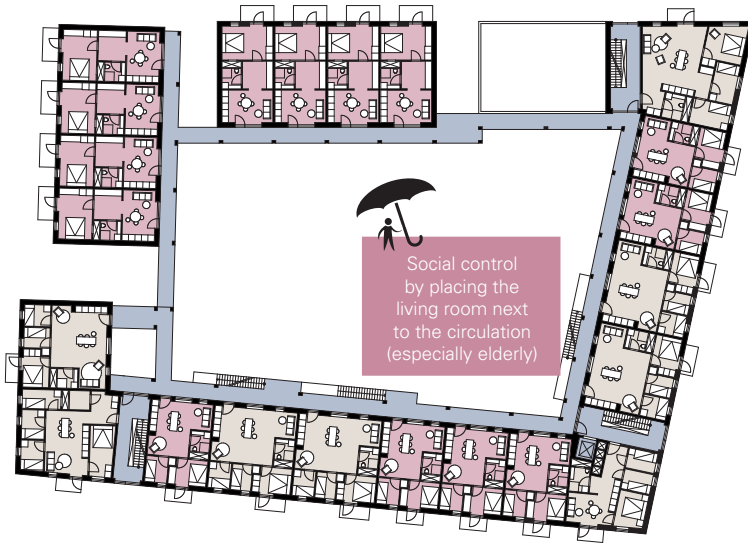 Social control
by placing the
living room next
to the circulation
(especially elderly)